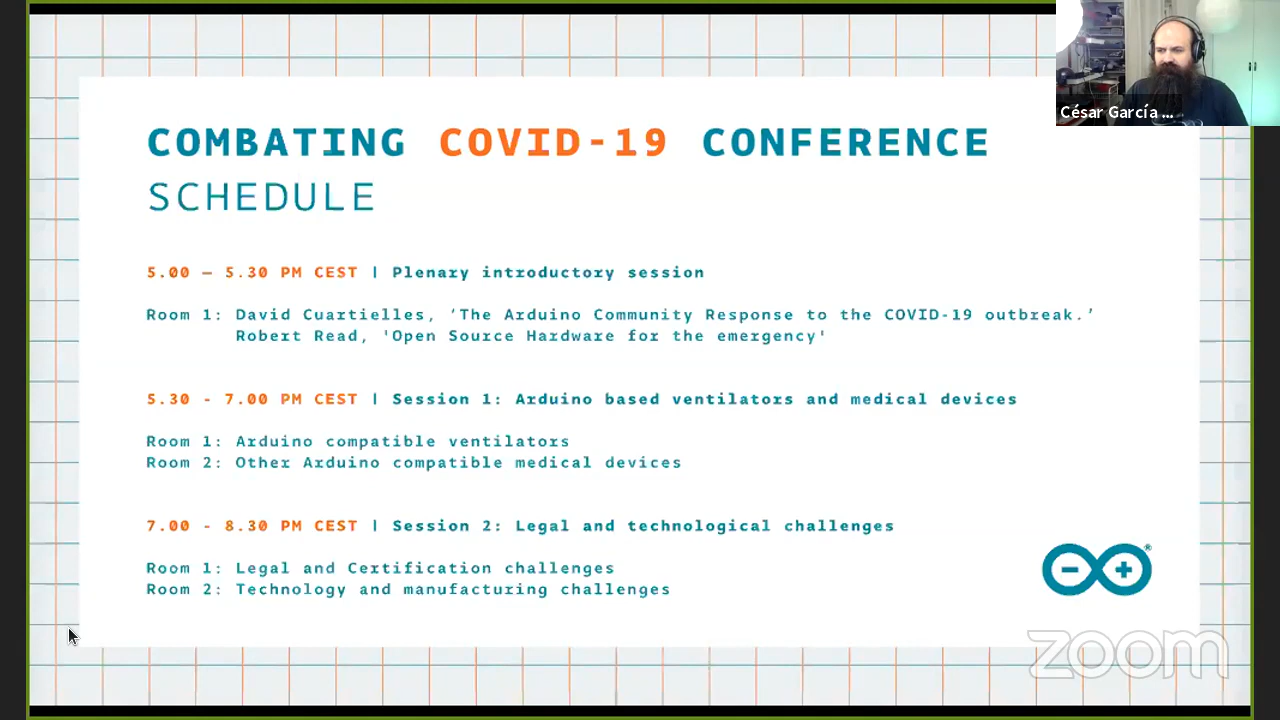 COMBATING COVID-19 CONFERENCE
SCHEDULE
César García ...
5.00 – 5.30 PM CEST | Plenary introductory session
Room 1: David Cuartielles, ‘The Arduino Community Response to the COVID-19 outbreak.’
Robert Read, 'Open Source Hardware for the emergency'
5.30 - 7.00 PM CEST | Session 1: Arduino based ventilators and medical devices
Room 1: Arduino compatible ventilators
Room 2: Other Arduino compatible medical devices
7.00 - 8.30 PM CEST | Session 2: Legal and technological challenges
Room 1: Legal and Certification challenges
Room 2: Technology and manufacturing challenges
zoom